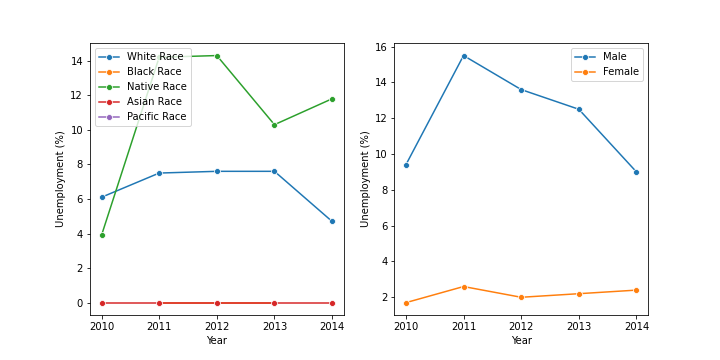 White Race
Black Race
Native Race
Asian Race
Pacific Race
14
12
10
8
6
4
2
0
Unemployment (%)
2010 2011 2012 2013 2014
Year
Male
Female
16
14
12
10
8
6
4
2
Unemployment (%)
2010 2011 2012 2013 2014
Year